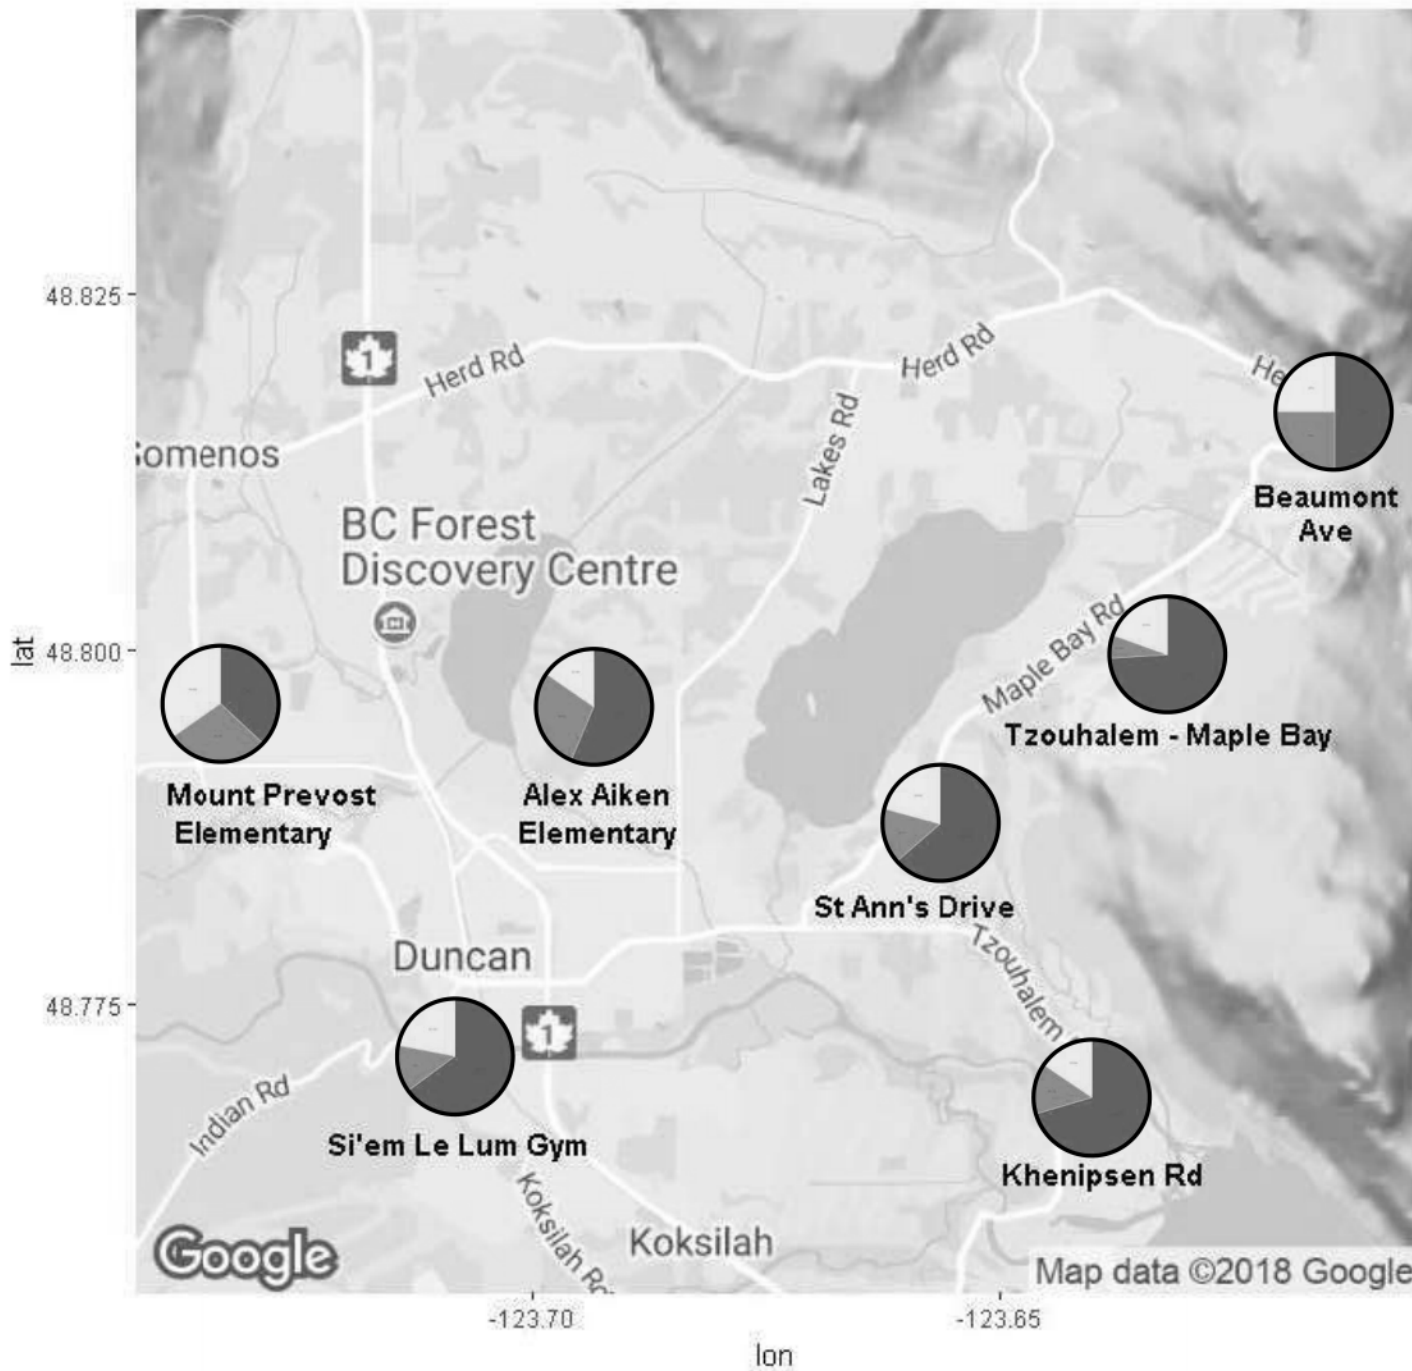 48.825
1
Herd Rd
Herd Rd
He
Lakes Rd
Somenos
Beaumont
Ave
BC Forest
Discovery Centre
lat
48.800
Maple Bay Rd
Tzouhalem - Maple Bay
Mount Prevost
Elementary
Alex Aiken
Elementary
St Ann's Drive
Duncan
Tzouhalem
48.775
1
Indian Rd
Si'em Le Lum Gym
Khenipsen Rd
Koksilah Rd
Koksilah
Google
Map data ©2018 Google
-123.70
-123.65
lon